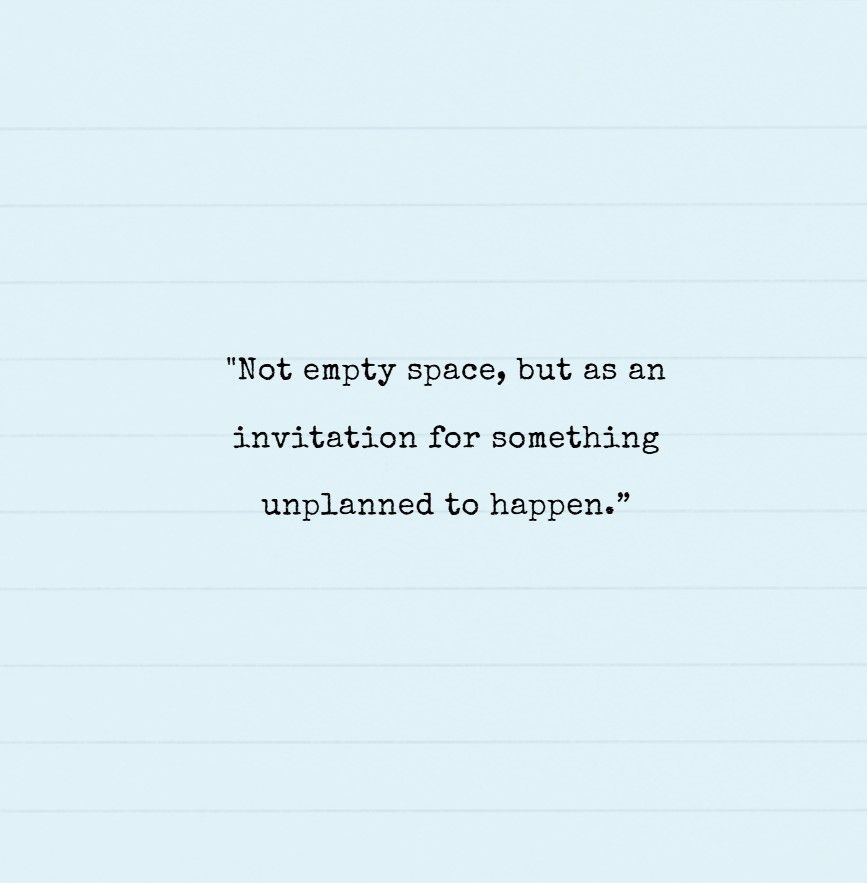 "Not empty space, but as an
invitation for something
unplanned to happen.”